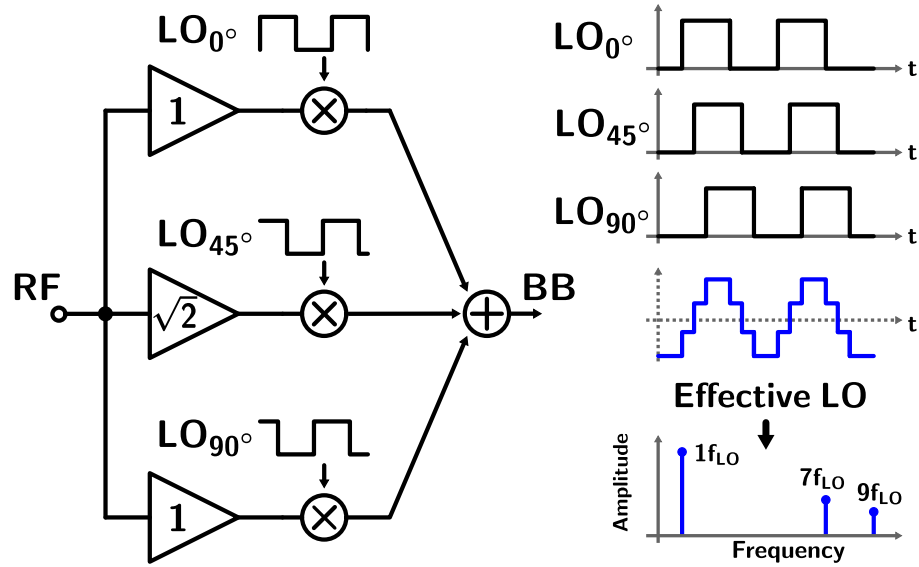 LO0°
1
LO45°
√2
RF
BB
LO90°
1
LO0°
t
LO45°
t
LO90°
t
t
Effective LO
Amplitude
1fLO
7fLO
9fLO
Frequency